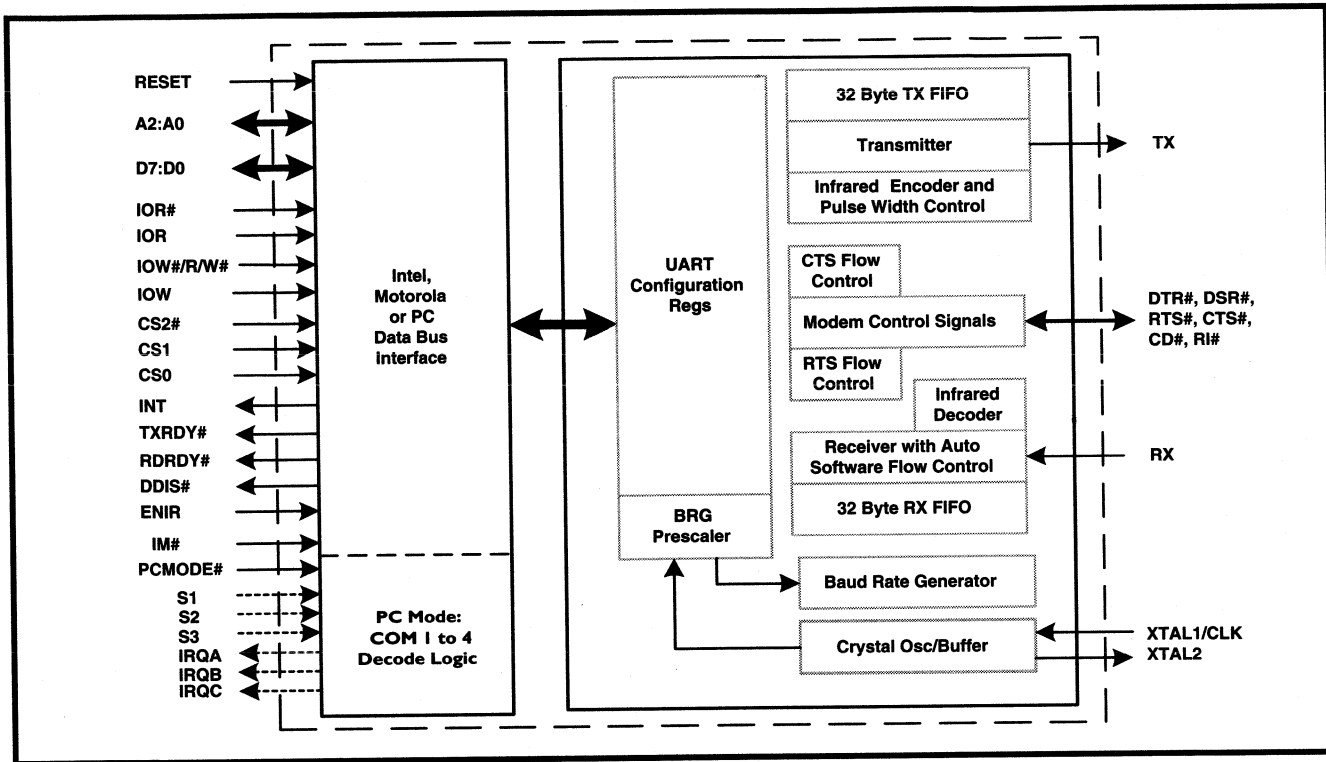 RESET
A2:A0
D7:D0
IOR#
IOR
IOW#/R/W#
IOW
CS2#
CS1
CS0
INT
TXRDY#
RDRDY#
DDIS#
ENIR
IM#
PCMODE#
S1
S2
S3
IRQA
IRQB
IRQC
Intel,
Motorola
or PC
Data Bus
interface
PC Mode:
COM 1 to 4
Decode Logic
UART
Configuration
Regs
BRG
Prescaler
32 Byte TX FIFO
Transmitter
Infrared Encoder and
Pulse Width Control
CTS Flow
Control
Modem Control Signals
RTS Flow
Control
Infrared
Decoder
Receiver with Auto
Software Flow Control
32 Byte RX FIFO
Baud Rate Generator
Crystal Osc/Buffer
TX
DTR#, DSR#,
RTS#, CTS#,
CD#, RI#
RX
XTAL1/CLK
XTAL2